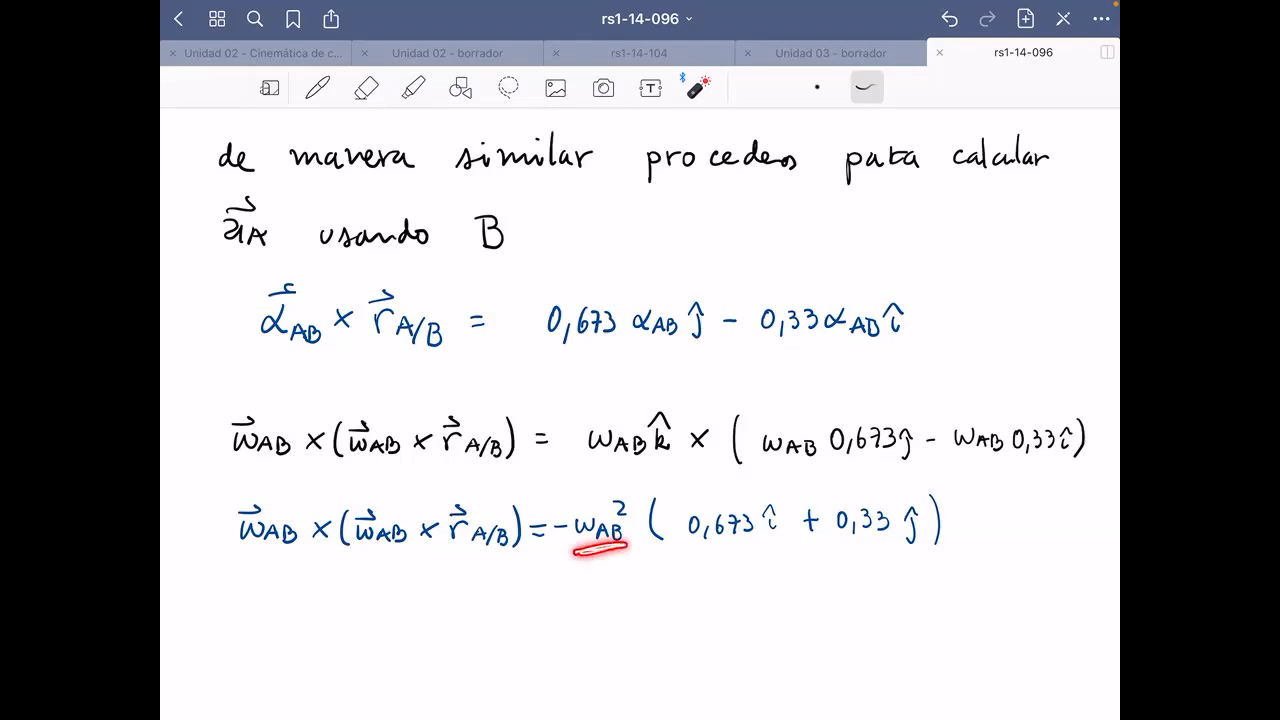 rs1-14-096
Unidad 02 - Cinemática de c...
Unidad 02 - borrador
rs1-14-104
Unidad 03 - borrador
rs1-14-096
de manera similar procedeos para calcular
a⃗A usando B
α⃗AB × r⃗A/B = 0,673 αAB ĵ - 0,33 αAB î
w⃗AB × (w⃗AB × r⃗A/B) = wAB k̂ × ( wAB 0,673 ĵ - wAB 0,33 î)
w⃗AB × (w⃗AB × r⃗A/B) = - wAB² ( 0,673 î + 0,33 ĵ )